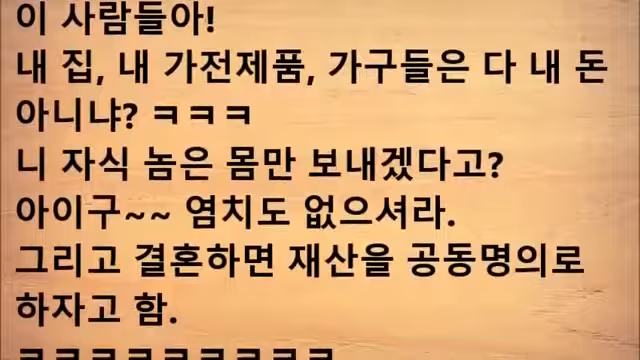 이 사람들아!
내 집, 내 가전제품, 가구들은 다 내 돈
아니냐? ㅋㅋㅋ
니 자식 놈은 몸만 보내겠다고?
아이구~~ 염치도 없으셔라.
그리고 결혼하면 재산을 공동명의로
하자고 함.